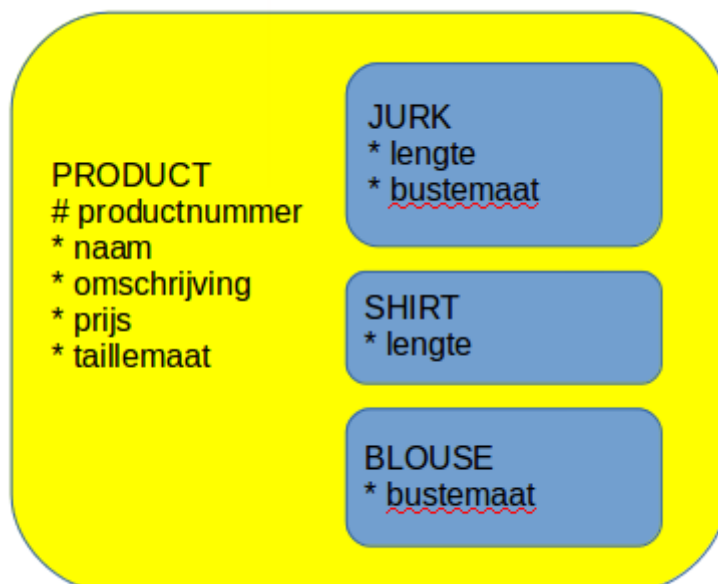 PRODUCT
# productnummer
* naam
* omschrijving
* prijs
* taillemaat
JURK
* lengte
* bustemaat
SHIRT
* lengte
BLOUSE
* bustemaat